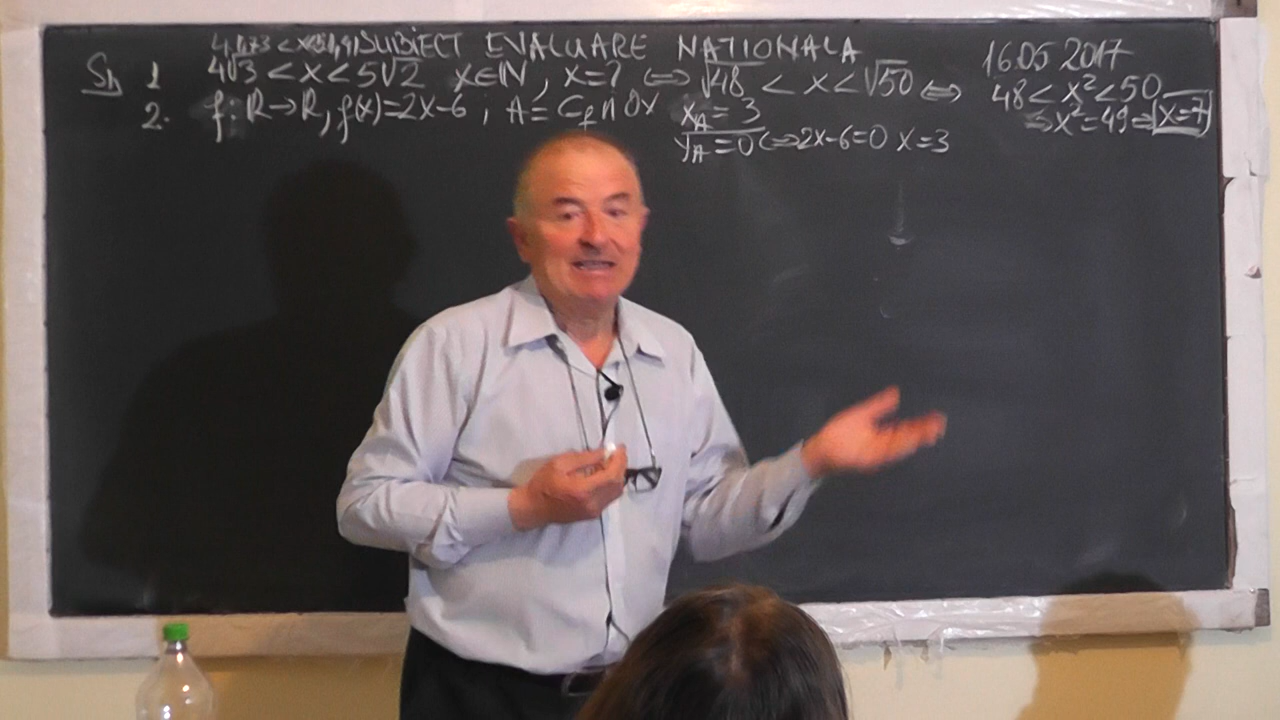 SUBIECT EVALUARE NATIONALA 16.05 2017
1 4√3 < x < 5√2 x∈ℕ, x=? ⟺ √48 < x < √50 ⟺ 48 < x² < 50
⇒ x² = 49 ⇒ x=7
2. f: R→R, f(x)=2x-6, A = Gf ∩ Ox x_A = 3
y_A = 0 ⟺ 2x-6=0 x=3